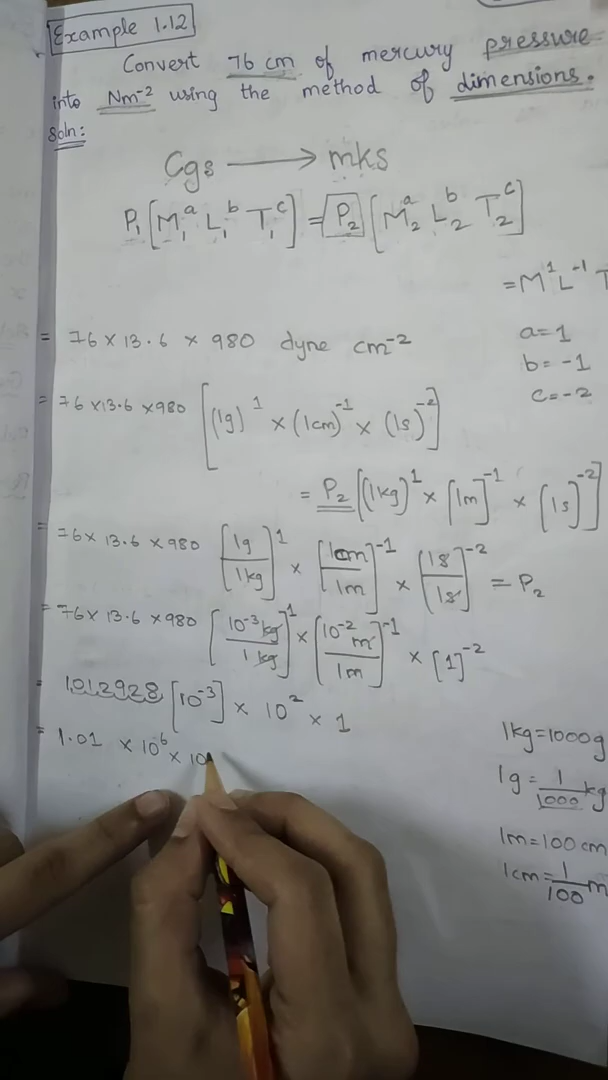 Example 1.12
Convert 76 cm of mercury pressure
into Nm⁻² using the method of dimensions.
Soln:
Cgs → mks
P₁[M₁ᵃ L₁ᵇ T₁ᶜ] = P₂ [M₂ᵃ L₂ᵇ T₂ᶜ]
= M¹L⁻¹T
= 76 × 13.6 × 980 dyne cm⁻²
a=1
b= -1
c= -2
= 76 × 13.6 × 980 [(1g)¹ × (1cm)⁻¹ × (1s)⁻²]
= P₂ [(1kg)¹ × [1m]⁻¹ × (1s)⁻²]
= 76 × 13.6 × 980 [1g/1kg]¹ × [1cm/1m]⁻¹ × [1s/1s]⁻² = P₂
= 76 × 13.6 × 980 [10⁻³ kg/1 kg]¹ × [10⁻² m/1m]⁻¹ × [1]⁻²
= 1012928 [10⁻³] × 10² × 1
= 1.01 × 10⁶ × 10
1kg = 1000g
1g = 1/1000 kg
1m = 100 cm
1cm = 1/100 m